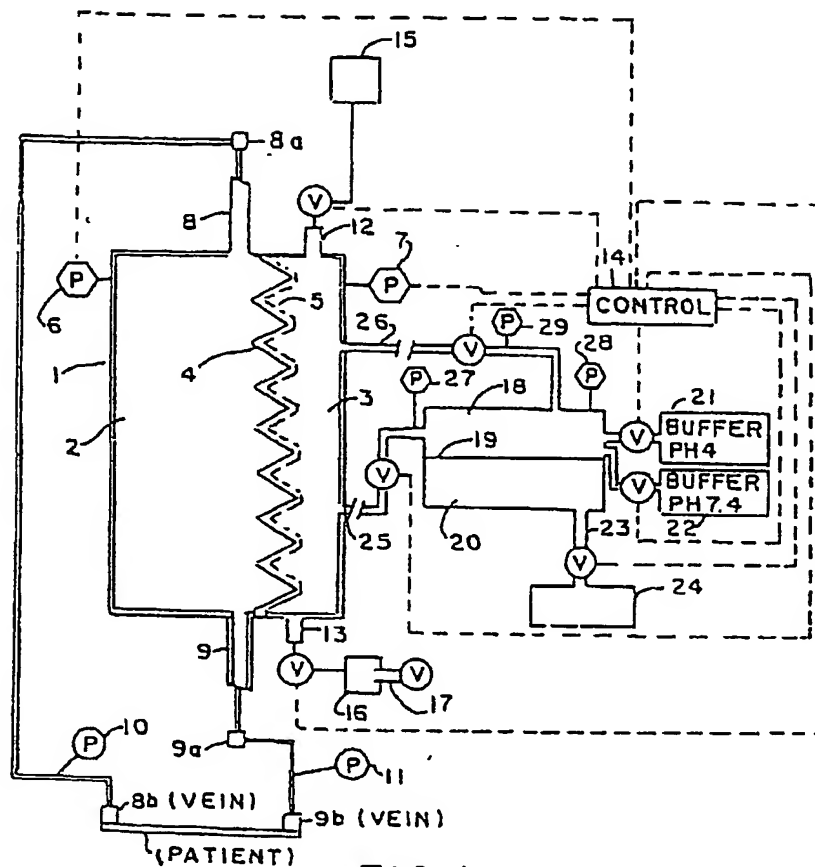 15
8a
8
V
12
P
6
P
7
14
CONTROL
5
26
V
P
29
28
P
1
4
3
P
27
18
21
V
BUFFER
PH4
2
19
V
20
V
BUFFER
PH7.4
22
25
23
V
24
9
13
V
16
17
V
10
P
9a
P
11
8b (VEIN)
9b (VEIN)
(PATIENT)